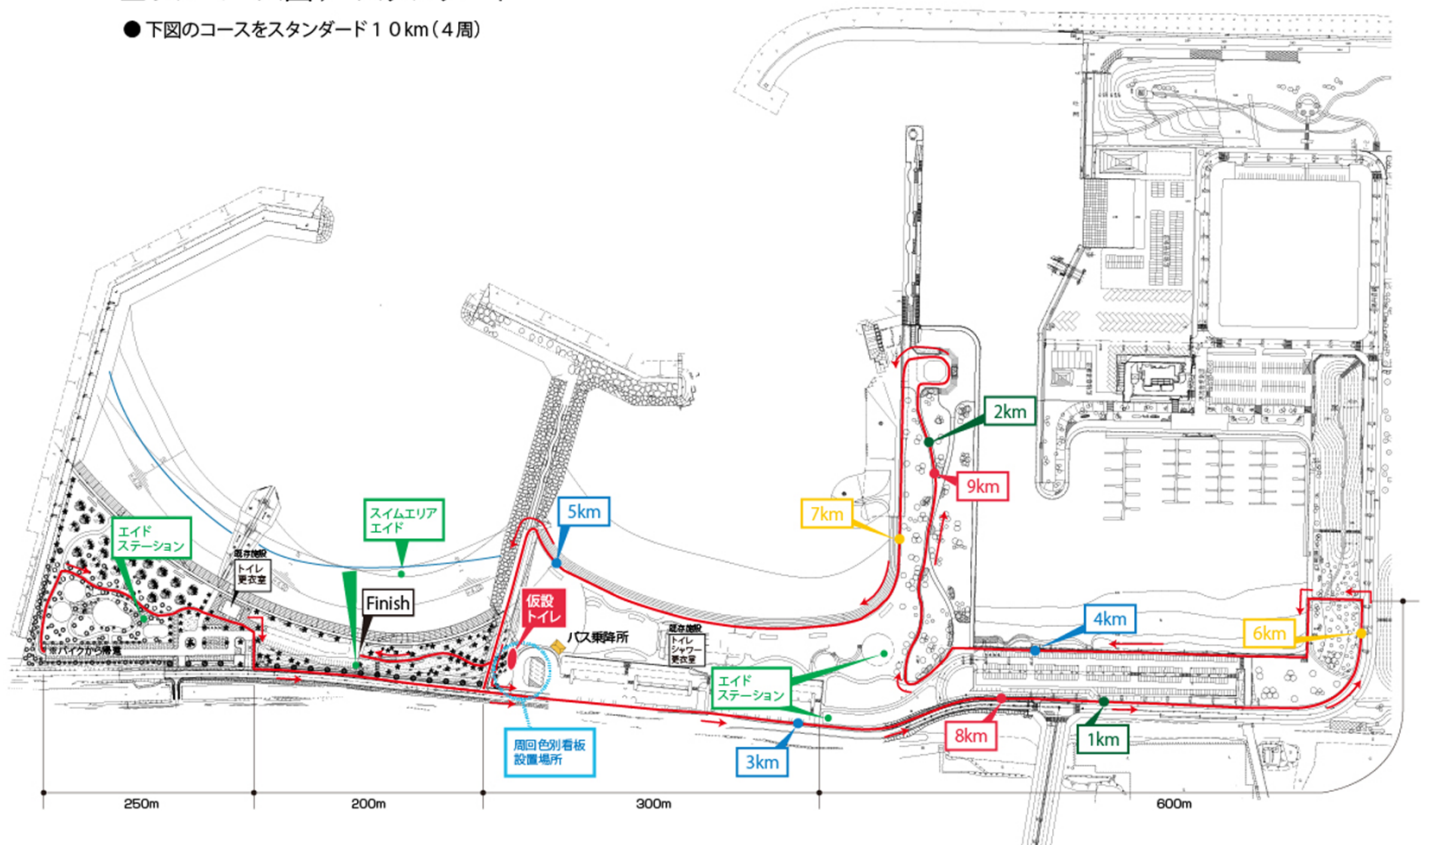 ● 下図のコースをスタンダード１０km（４周）
2km
9km
7km
5km
スイムエリア
エイド
エイド
ステーション
既存施設
トイレ
更衣室
Finish
仮設
トイレ
バス乗降所
既存施設
トイレ
シャワー
更衣室
4km
6km
※バイクから帰着
エイド
ステーション
周回色別看板
設置場所
3km
8km
1km
250m
200m
300m
600m